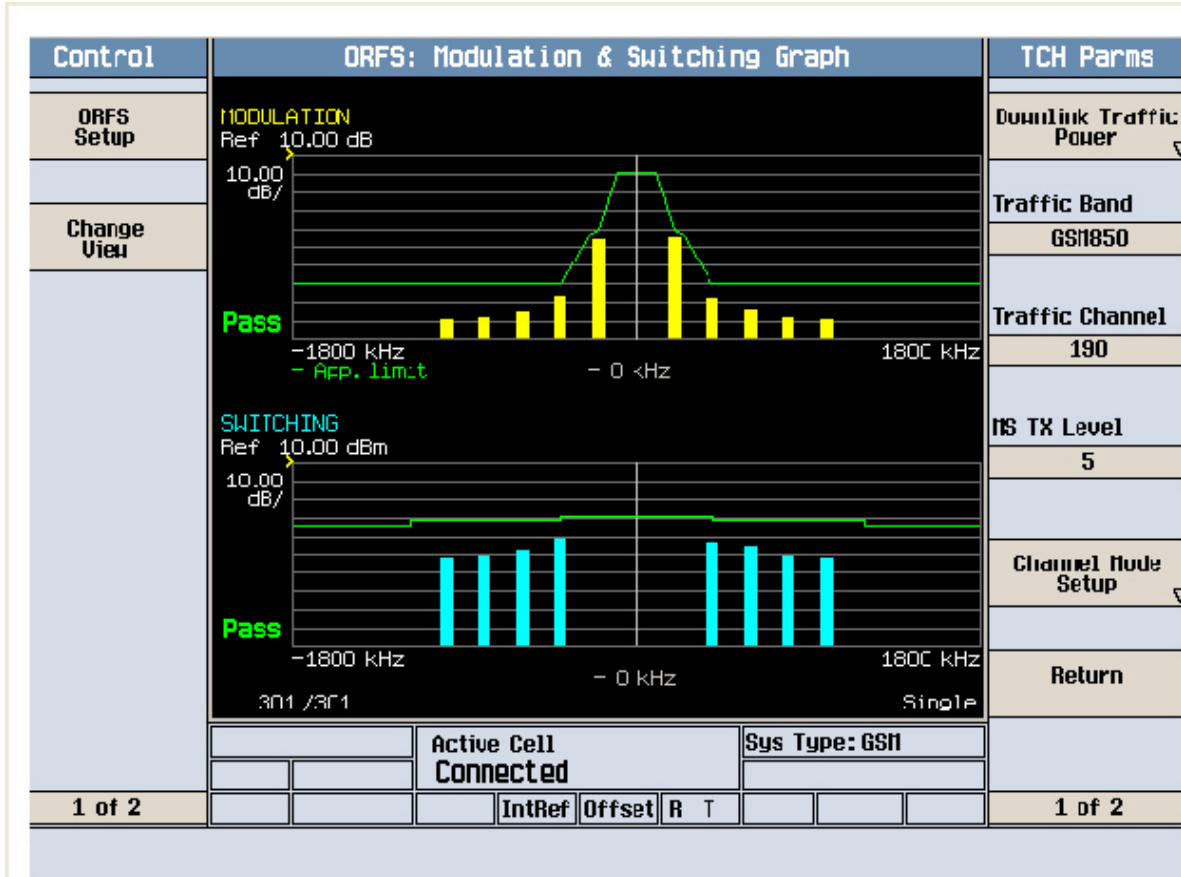 Control
ORFS: Modulation & Switching Graph
TCH Parms
ORFS
Setup
Change
View
1 of 2
MODULATION
Ref 10.00 dB
10.00
dB/
Pass
-1800 kHz
1800 kHz
- App. limit
- 0 kHz
SWITCHING
Ref 10.00 dBm
10.00
dB/
Pass
-1800 kHz
1800 kHz
- 0 kHz
301 /301
Single
Active Cell
Connected
Sys Type: GSM
IntRef
Offset
R T
Downlink Traffic
Power
Traffic Band
GSM850
Traffic Channel
190
MS TX Level
5
Channel Mode
Setup
Return
1 of 2